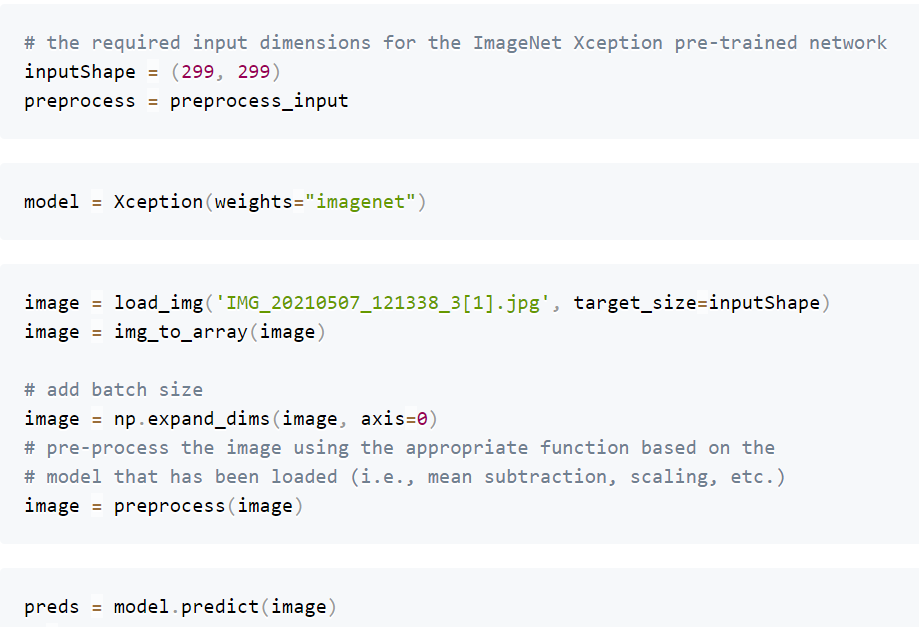 # the required input dimensions for the ImageNet Xception pre-trained network
inputShape = (299, 299)
preprocess = preprocess_input
model = Xception(weights="imagenet")
image = load_img('IMG_20210507_121338_3[1].jpg', target_size=inputShape)
image = img_to_array(image)
# add batch size
image = np.expand_dims(image, axis=0)
# pre-process the image using the appropriate function based on the
# model that has been loaded (i.e., mean subtraction, scaling, etc.)
image = preprocess(image)
preds = model.predict(image)